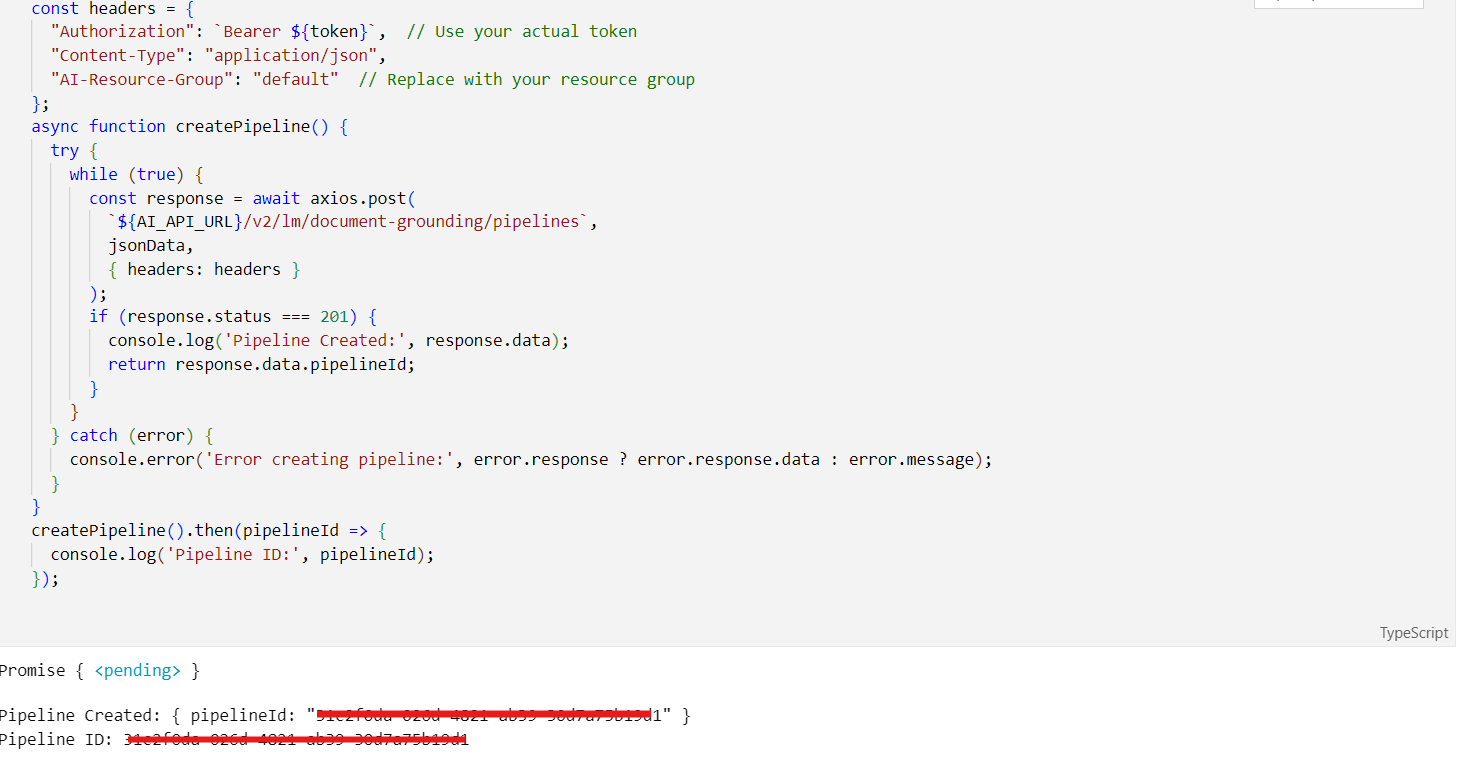 const headers = {
"Authorization": `Bearer ${token}`,  // Use your actual token
"Content-Type": "application/json",
"AI-Resource-Group": "default"  // Replace with your resource group
};
async function createPipeline() {
try {
while (true) {
const response = await axios.post(
`${AI_API_URL}/v2/lm/document-grounding/pipelines`,
jsonData,
{ headers: headers }
);
if (response.status === 201) {
console.log('Pipeline Created:', response.data);
return response.data.pipelineId;
}
}
} catch (error) {
console.error('Error creating pipeline:', error.response ? error.response.data : error.message);
}
}
createPipeline().then(pipelineId => {
console.log('Pipeline ID:', pipelineId);
});
TypeScript
Promise { <pending> }
Pipeline Created: { pipelineId: "" }
Pipeline ID: